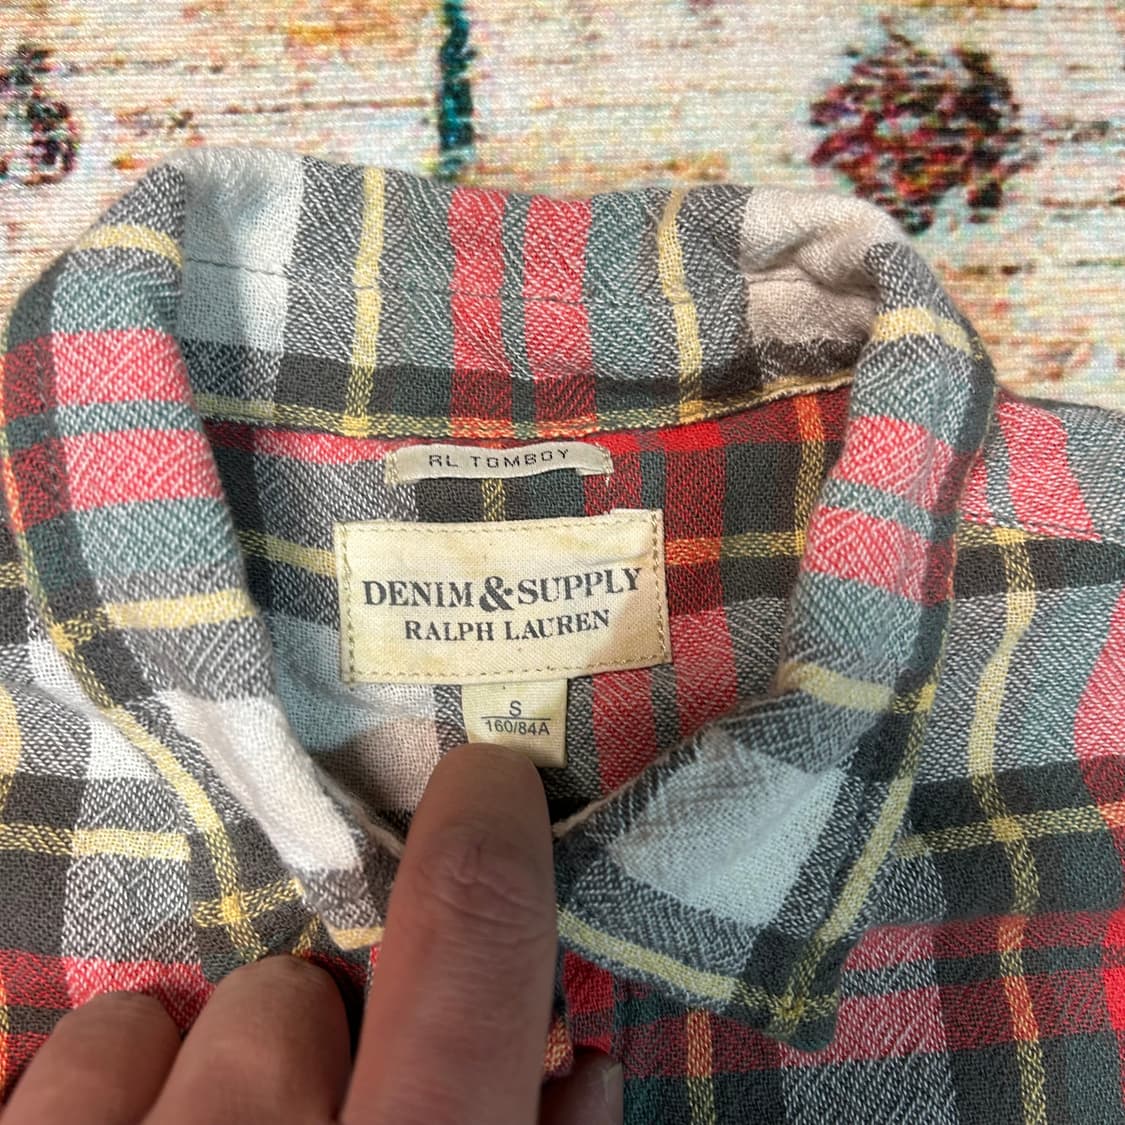 RL TOMBOY
DENIM & SUPPLY
RALPH LAUREN
S
160/84A